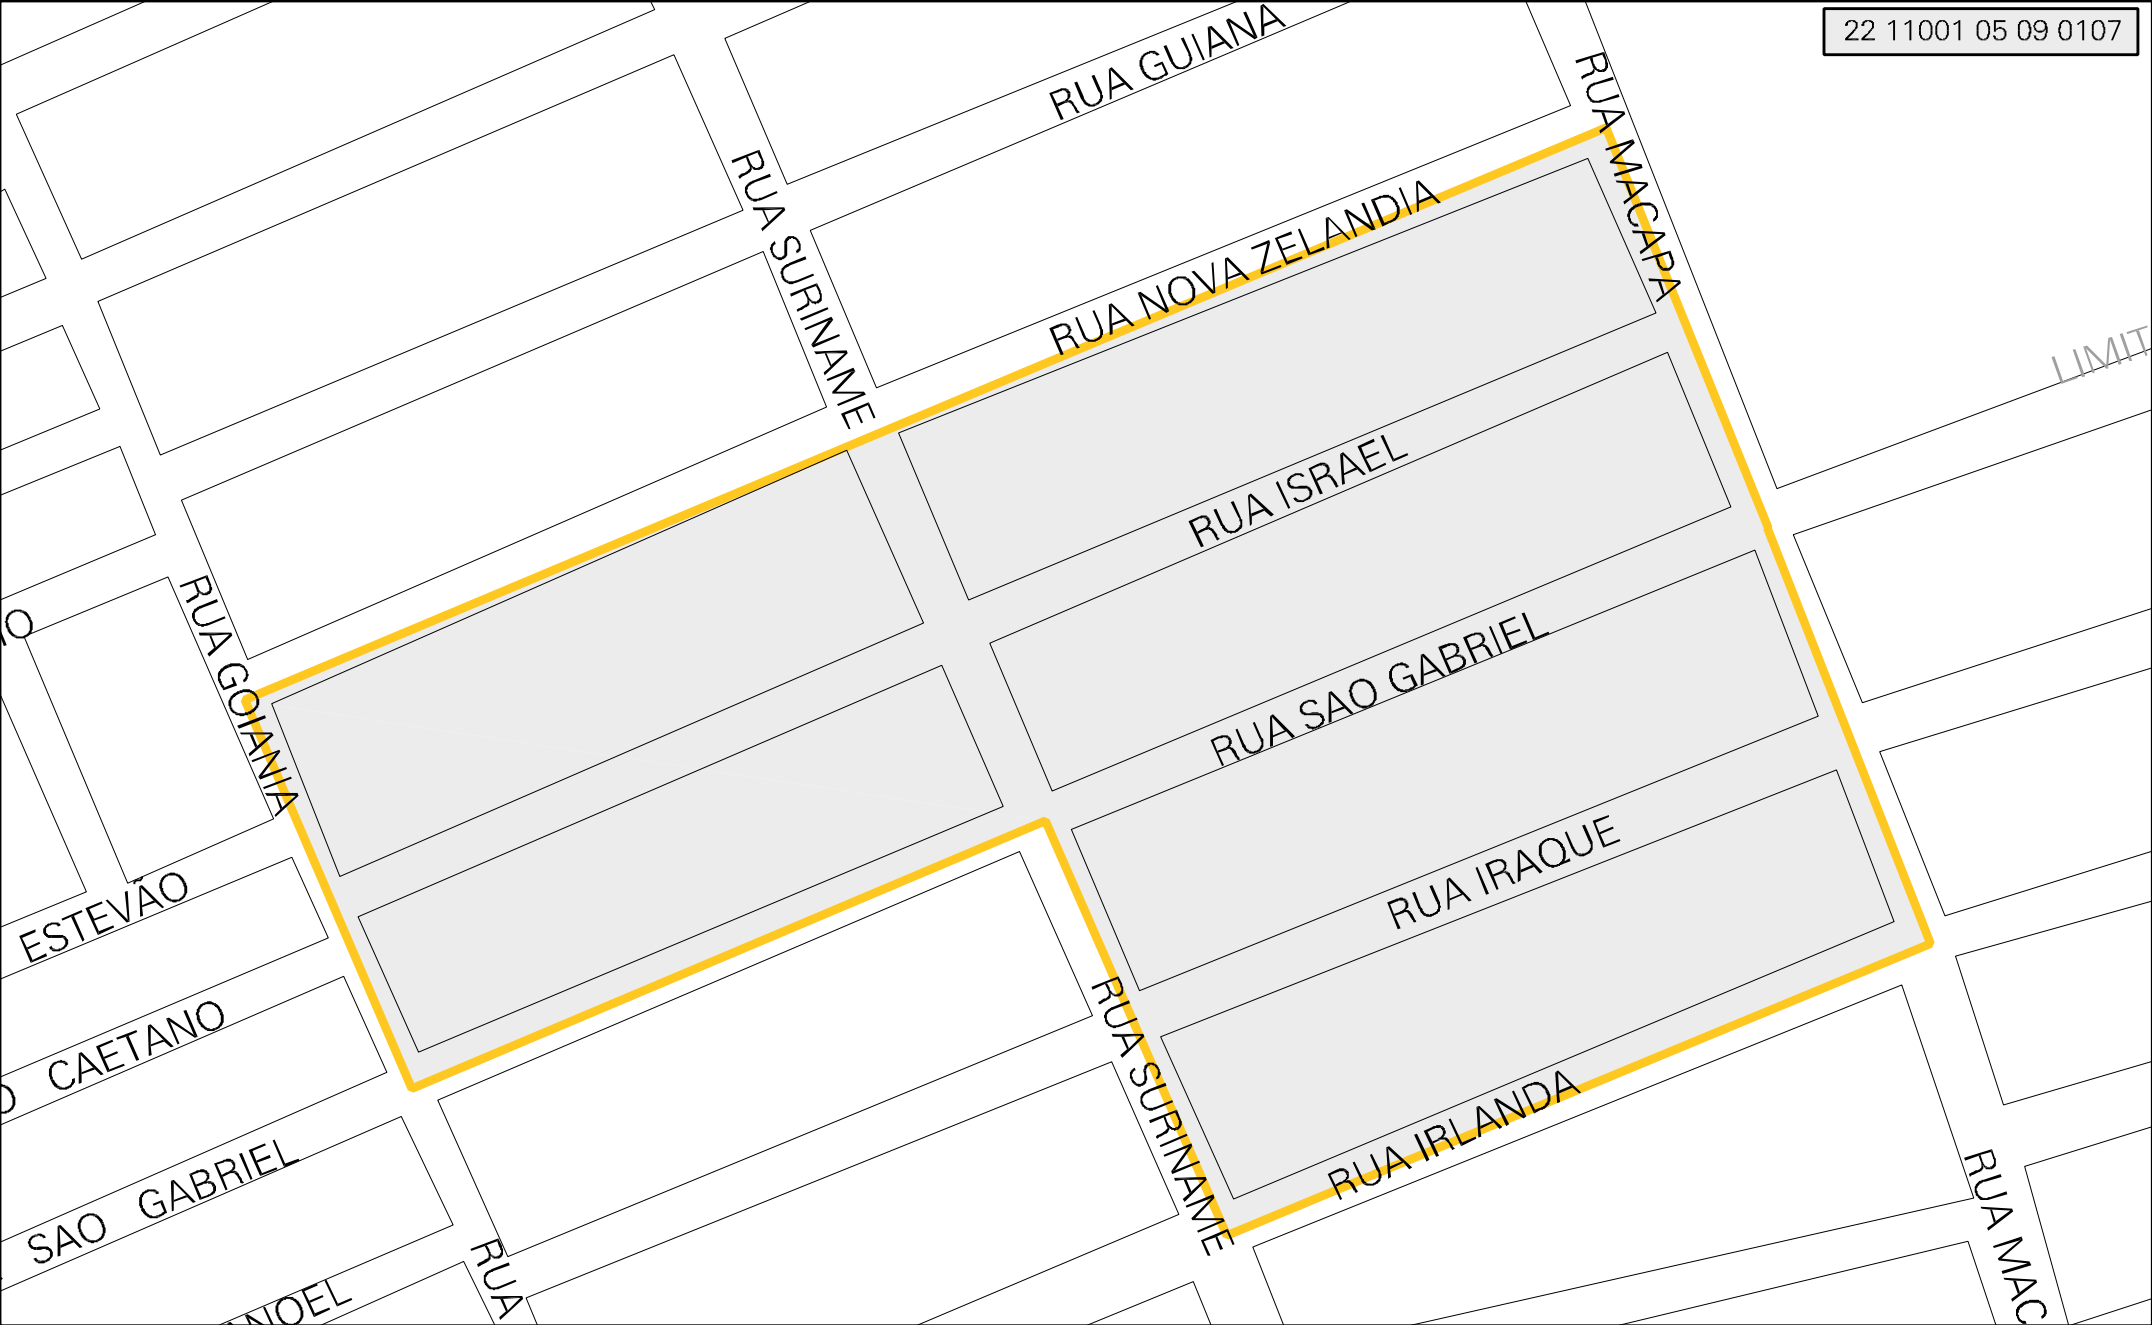 22 11001 05 09 0107
RUA GUIANA
RUA MACAPA
RUA SURINAME
RUA NOVA ZELANDIA
LIMIT
RUA ISRAEL
RUA GOIANIA
RUA SAO GABRIEL
RUA IRAQUE
ESTEVÃO
CAETANO
RUA SURINAME
RUA IRLANDA
SAO GABRIEL
RUA MAC
RUA
NOEL